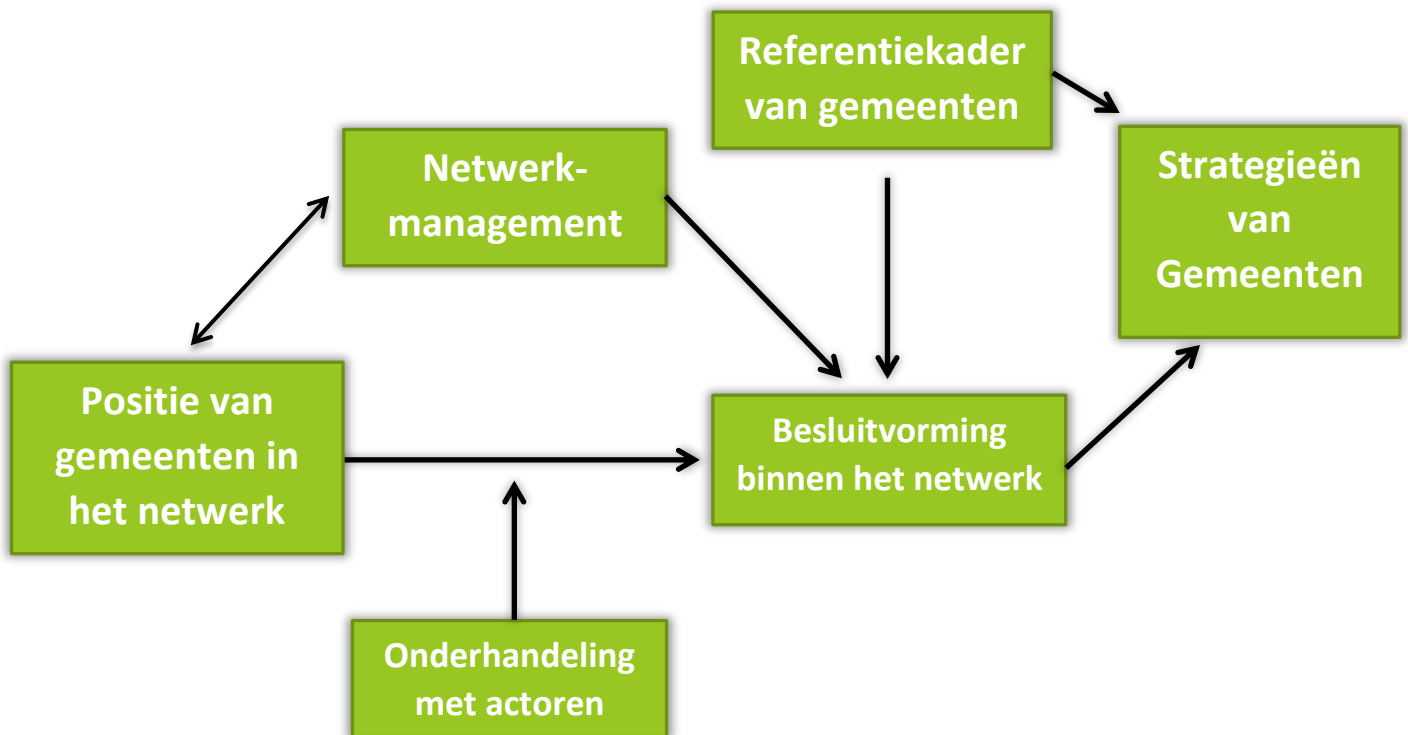 Referentiekader
van gemeenten
Netwerk-
management
Strategieën
van
Gemeenten
Positie van
gemeenten in
het netwerk
Besluitvorming
binnen het netwerk
Onderhandeling
met actoren